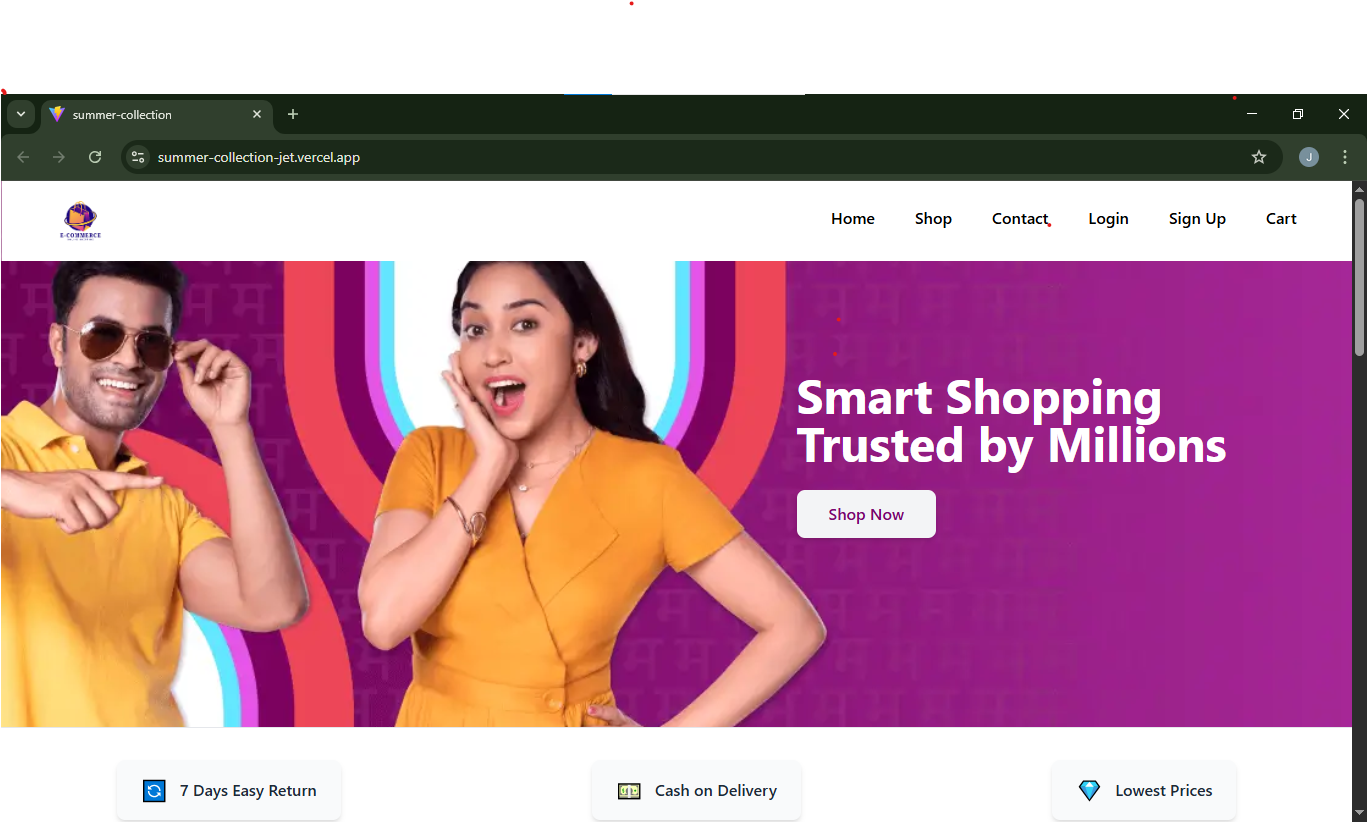 summer-collection
summer-collection-jet.vercel.app
J
E-COMMERCE
Home Shop Contact Login Sign Up Cart
Smart Shopping
Trusted by Millions
Shop Now
7 Days Easy Return
Cash on Delivery
Lowest Prices